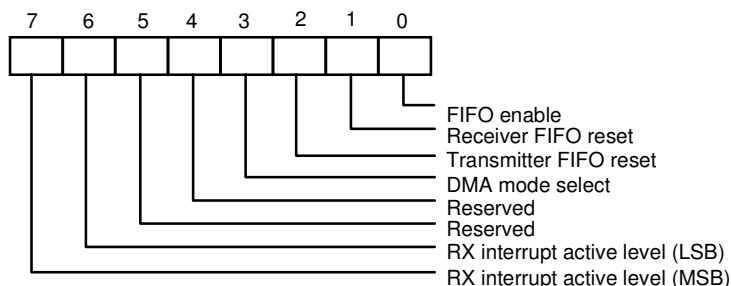 7 6 5 4 3 2 1 0
FIFO enable
Receiver FIFO reset
Transmitter FIFO reset
DMA mode select
Reserved
Reserved
RX interrupt active level (LSB)
RX interrupt active level (MSB)